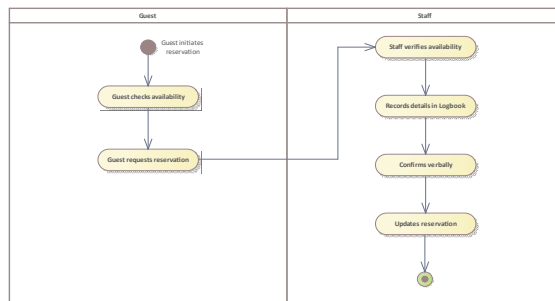 Guest
Staff
Guest initiates
reservation
Guest checks availability
Guest requests reservation
Staff verifies availability
Records details in Logbook
Confirms verbally
Updates reservation